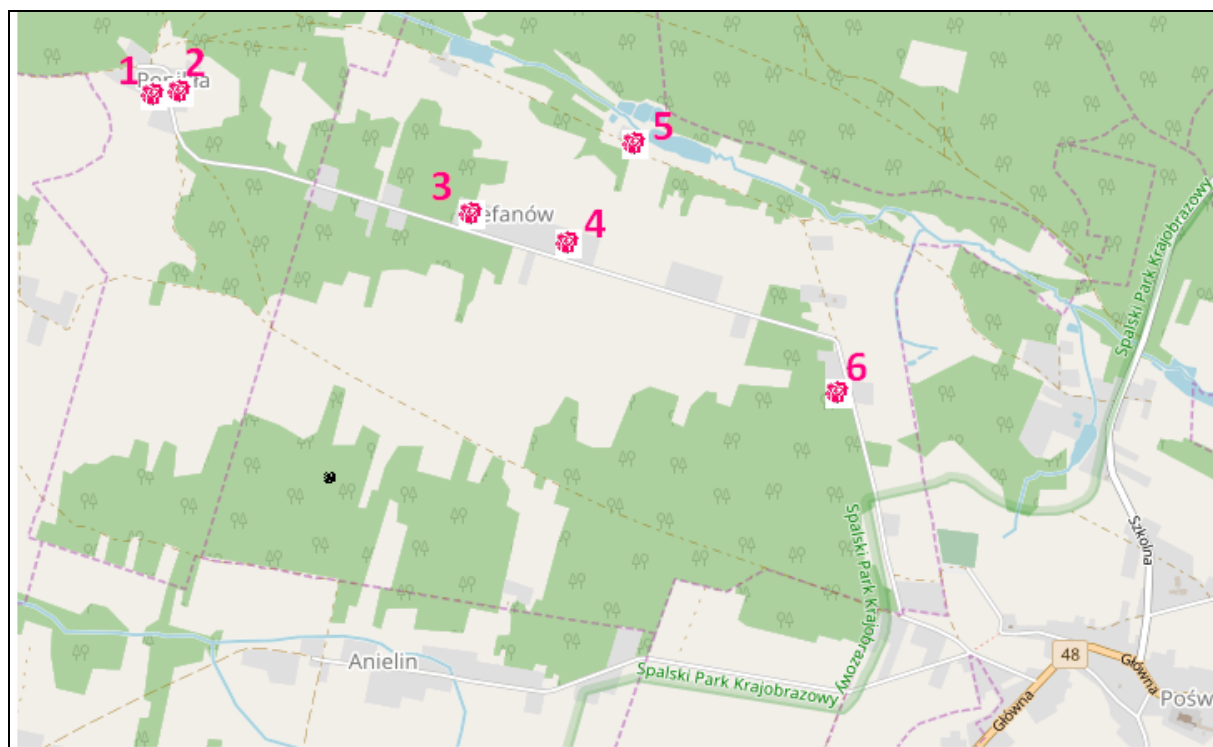 1
2
3
efanów
4
5
6
Spalski Park Krajobrazowy
Spalski Park Krajobrazowy
Spalski Park Krajobrazowy
Szkolna
Anielin
48
Główna
Główna
Pośw